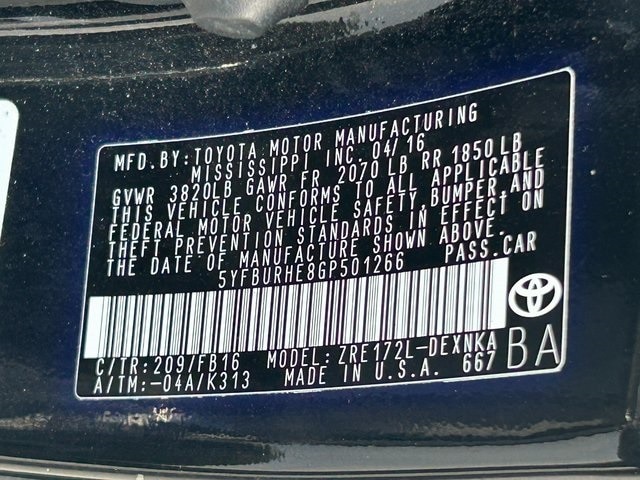 MFD.BY:TOYOTA MOTOR MANUFACTURING
MISSISSIPPI INC. 04/16
GVWR 3820LB GAWR FR 2070 LB RR 1850 LB
THIS VEHICLE CONFORMS TO ALL APPLICABLE
FEDERAL MOTOR VEHICLE SAFETY, BUMPER, AND
THEFT PREVENTION STANDARDS IN EFFECT ON
THE DATE OF MANUFACTURE SHOWN ABOVE.
5YFBURHE8GP501266 PASS.CAR
C/TR:209/FB16 MODEL:ZRE172L-DEXNKA
A/TM:-04A/K313 MADE IN U.S.A. 667
BA